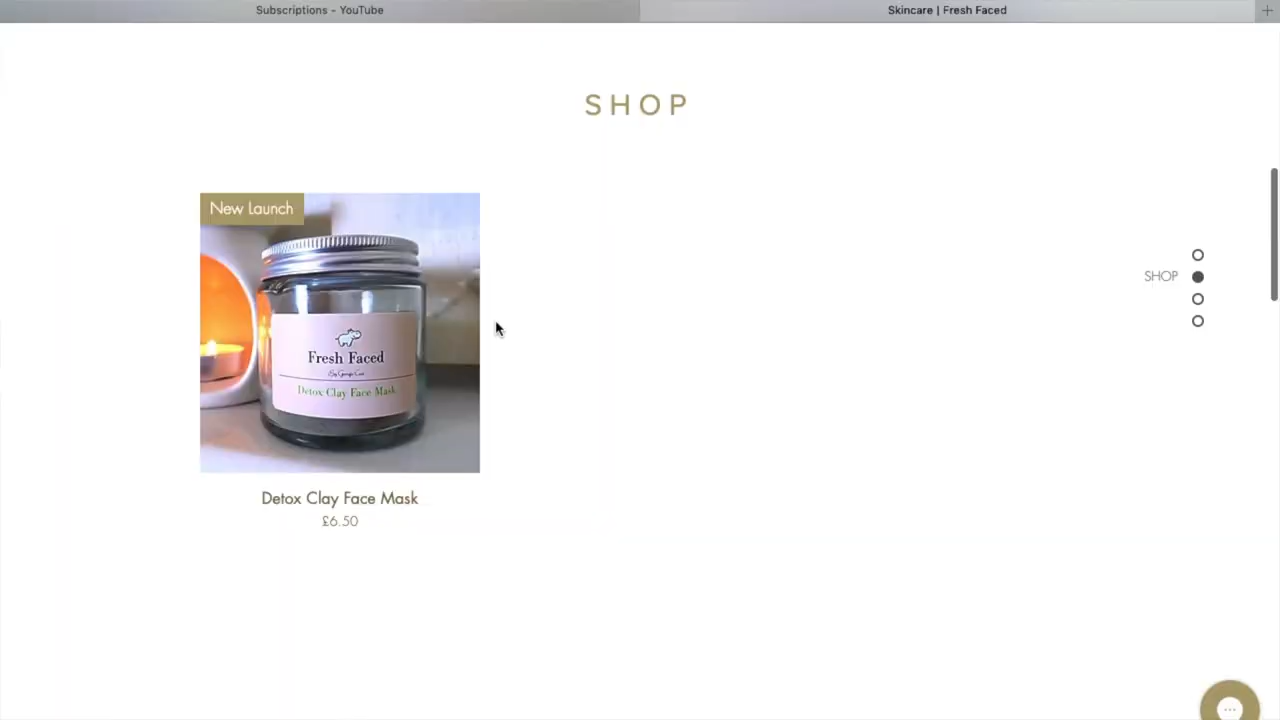 Subscriptions - YouTube
Skincare | Fresh Faced
SHOP
New Launch
Fresh Faced
Detox Clay Face Mask
SHOP
Detox Clay Face Mask
£6.50